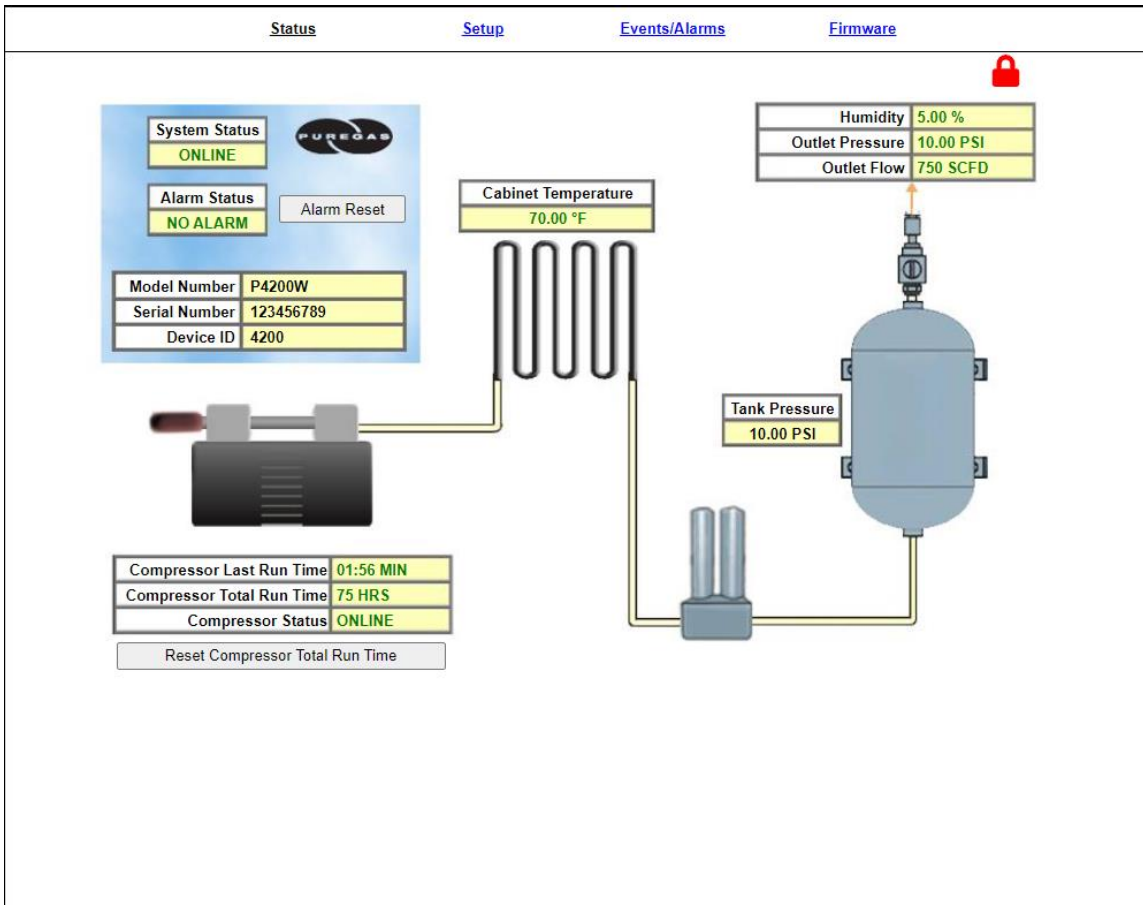 Status Setup Events/Alarms Firmware
System Status
ONLINE
PUREGAS
Alarm Status
NO ALARM
Alarm Reset
Model Number P4200W
Serial Number 123456789
Device ID 4200
Cabinet Temperature
70.00 °F
Humidity 5.00 %
Outlet Pressure 10.00 PSI
Outlet Flow 750 SCFD
Tank Pressure
10.00 PSI
Compressor Last Run Time 01:56 MIN
Compressor Total Run Time 75 HRS
Compressor Status ONLINE
Reset Compressor Total Run Time